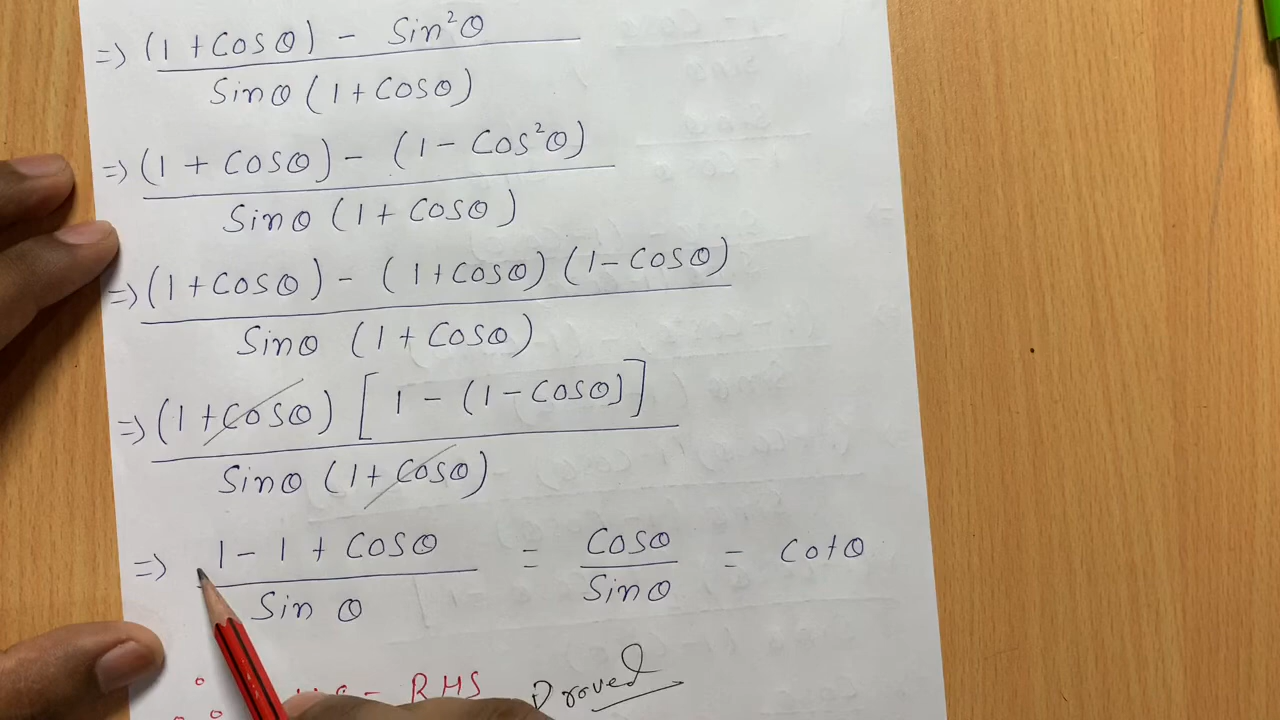 => (1 + Cosθ) - Sin²θ
Sinθ (1 + Cosθ)
=> (1 + Cosθ) - (1 - Cos²θ)
Sinθ (1 + Cosθ)
=> (1 + Cosθ) - (1 + Cosθ) (1 - Cosθ)
Sinθ (1 + Cosθ)
=> (1 + Cosθ) [1 - (1 - Cosθ)]
Sinθ (1 + Cosθ)
=> 1 - 1 + Cosθ = Cosθ = Cotθ
Sin θ Sinθ
- RHS Proved